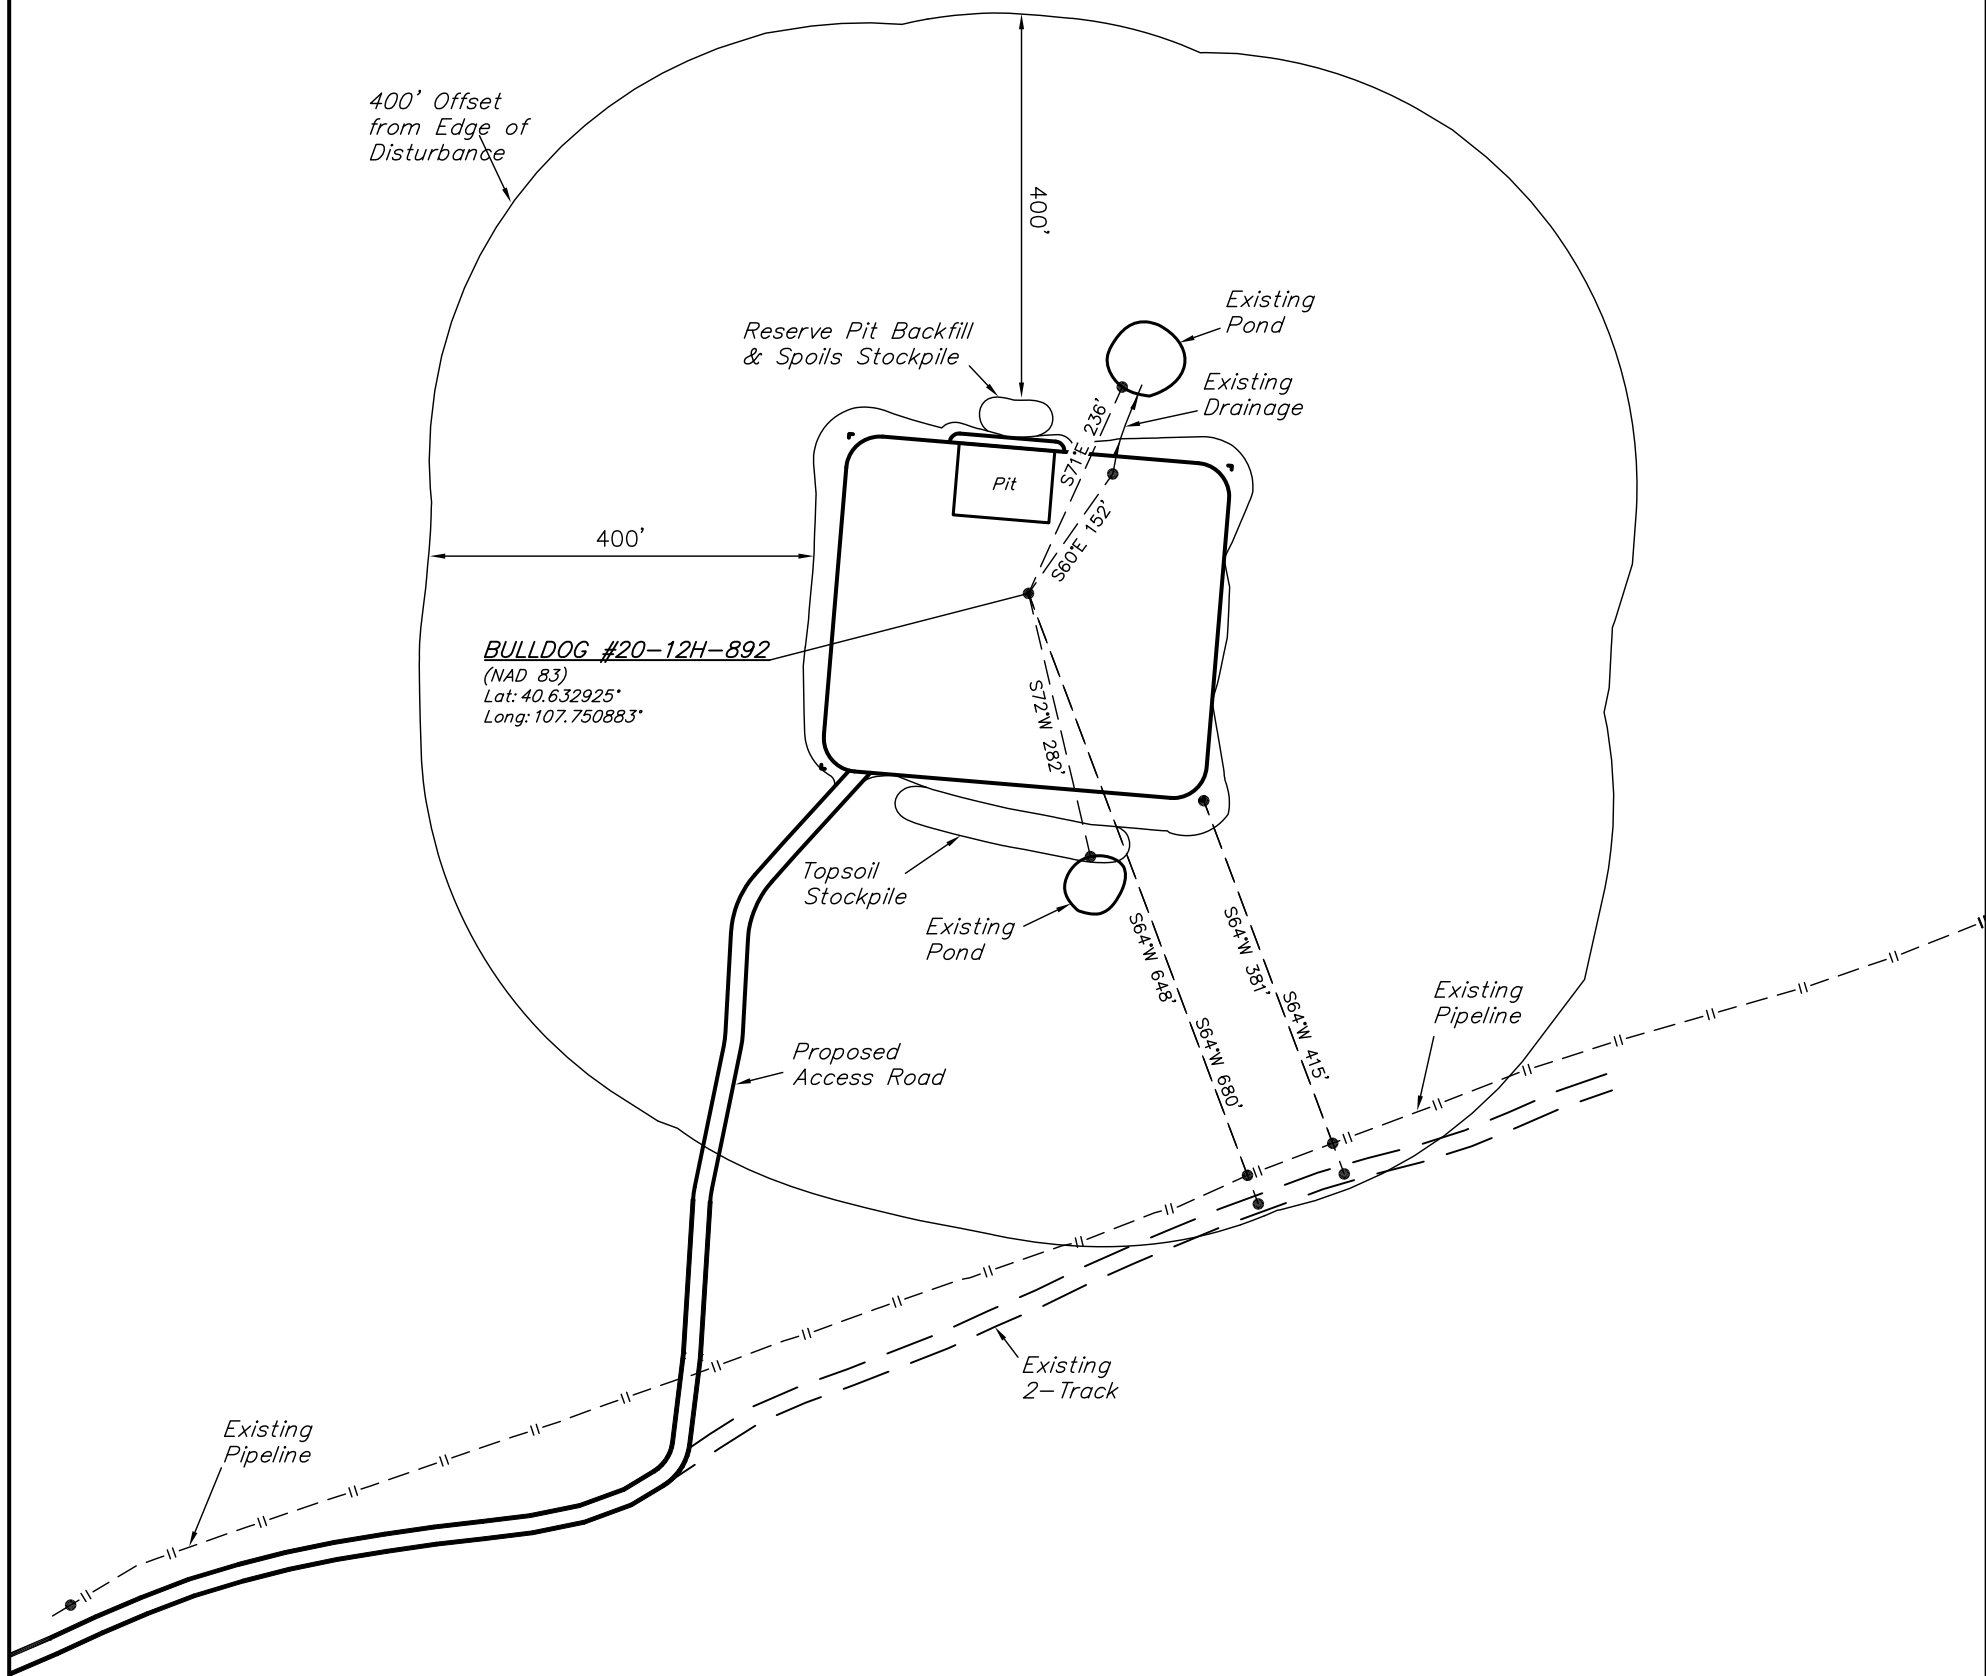 400' Offset
from Edge of
Disturbance
400'
Existing
Pond
Reserve Pit Backfill
& Spoils Stockpile
Existing
Drainage
S71°E 236'
Pit
S60°E 152'
400'
BULLDOG #20-12H-892
(NAD 83)
Lat: 40.632925°
Long: 107.750883°
S72°W 282'
Topsoil
Stockpile
Existing
Pond
S64°W 648'
S64°W 381'
S64°W 680'
S64°W 415'
Existing
Pipeline
Proposed
Access Road
Existing
2-Track
Existing
Pipeline